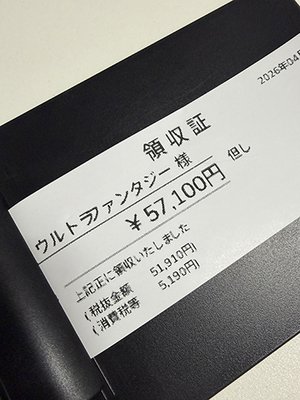 2026年04月
領収証
ウルトラファンタジー 様
￥57,100円 但し
上記正に領収いたしました
(税抜金額 51,910円)
(消費税等 5,190円)